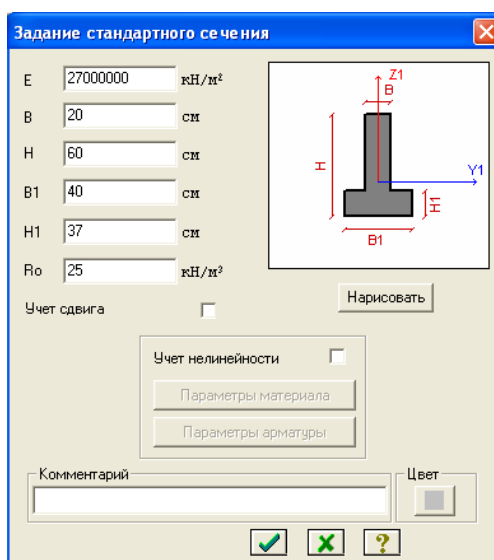 Задание стандартного сечения
E 27000000 кН/м²
B 20 см
H 60 см
B1 40 см
H1 37 см
Ro 25 кН/м³
Z1
B
H
Y1
H1
B1
Учет сдвига
Нарисовать
Учет нелинейности
Параметры материала
Параметры арматуры
Комментарий
Цвет
?